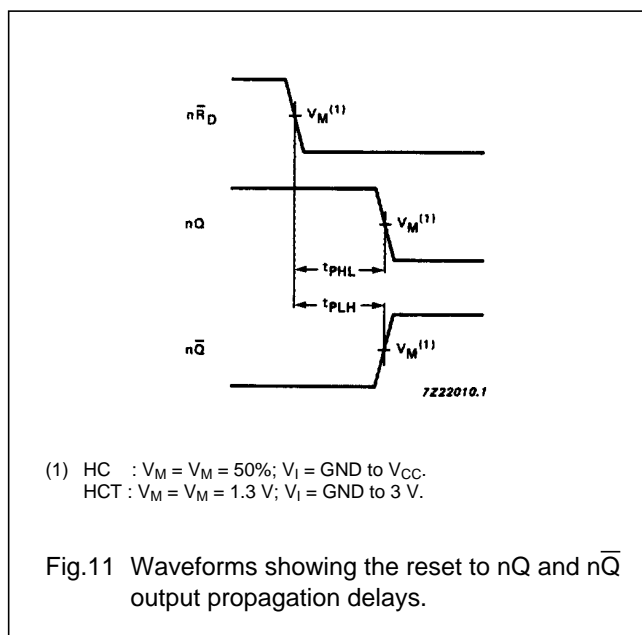 nR̅D
VM(1)
nQ
VM(1)
tPHL
tPLH
nQ̅
VM(1)
7Z22010.1
(1) HC : VM = VM = 50%; VI = GND to VCC.
HCT : VM = VM = 1.3 V; VI = GND to 3 V.
Fig.11 Waveforms showing the reset to nQ and nQ̅
output propagation delays.